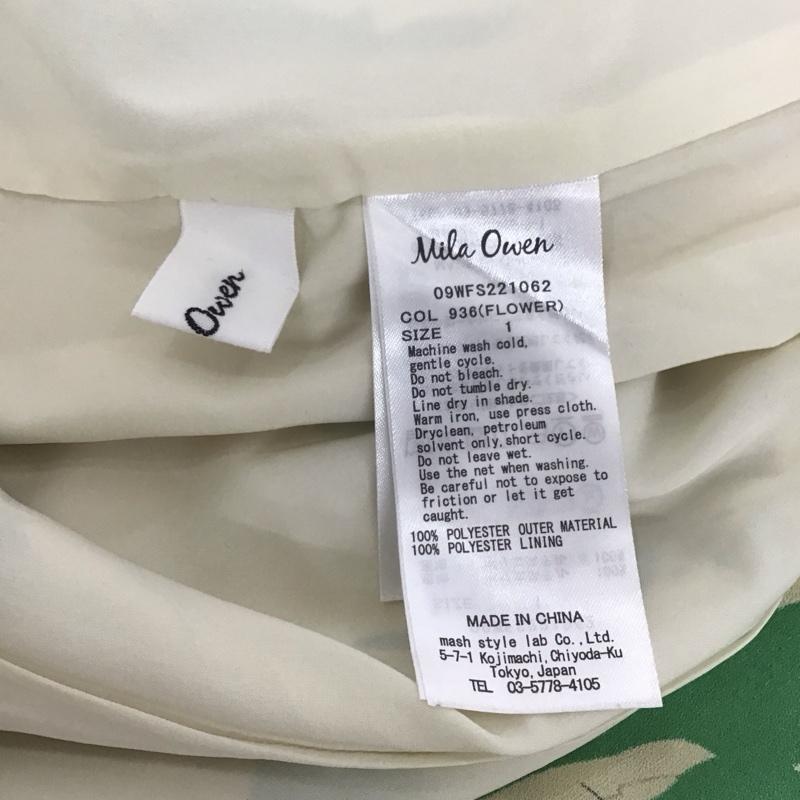 Owen
Mila Owen
09WFS221062
COL 936(FLOWER)
SIZE 1
Machine wash cold,
gentle cycle.
Do not bleach.
Do not tumble dry.
Line dry in shade.
Warm iron, use press cloth.
Dryclean, petroleum
solvent only,short cycle.
Do not leave wet.
Use the net when washing.
Be careful not to expose to
friction or let it get
caught.
100% POLYESTER OUTER MATERIAL
100% POLYESTER LINING
MADE IN CHINA
mash style lab Co.,Ltd.
5-7-1 Kojimachi,Chiyoda-Ku
Tokyo,Japan
TEL 03-5778-4105